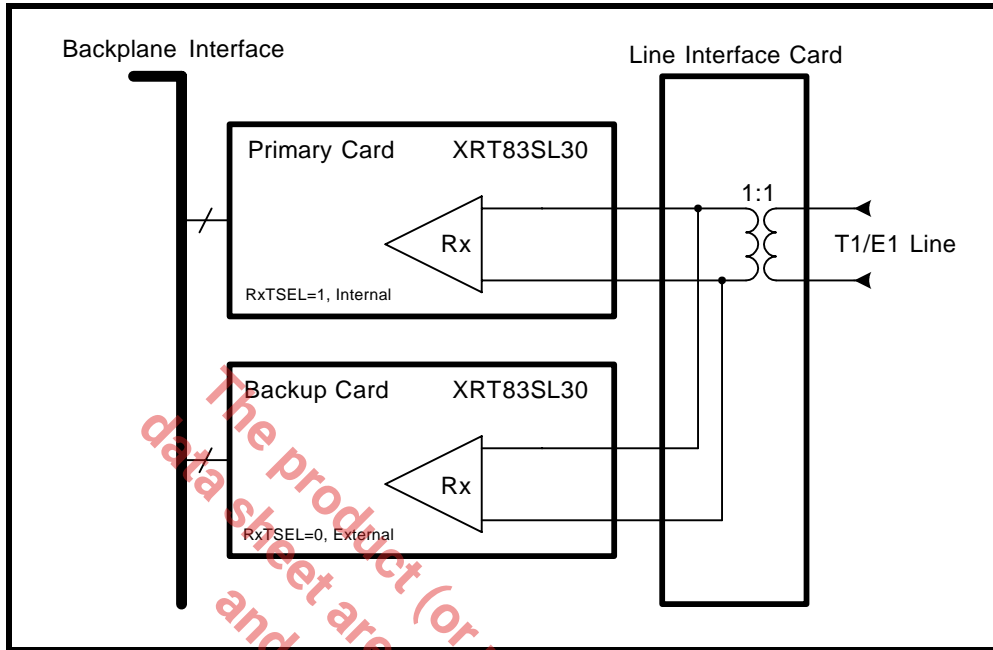 Backplane Interface
Line Interface Card
Primary Card XRT83SL30
1:1
Rx
T1/E1 Line
RxTSEL=1, Internal
Backup Card XRT83SL30
Rx
RxTSEL=0, External
The product (or
data sheet are
and